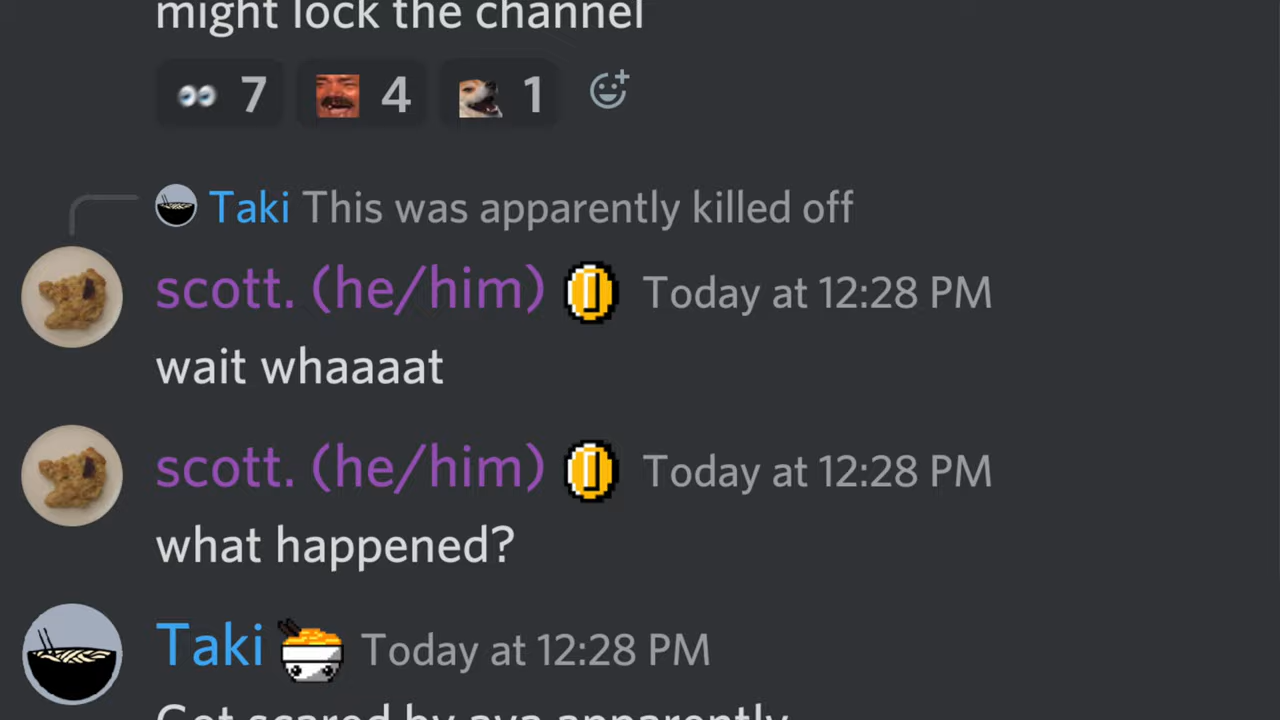 might lock the channel
7 4 1
Taki This was apparently killed off
scott. (he/him) Today at 12:28 PM
wait whaaaat
scott. (he/him) Today at 12:28 PM
what happened?
Taki Today at 12:28 PM
Got scared by aya apparently